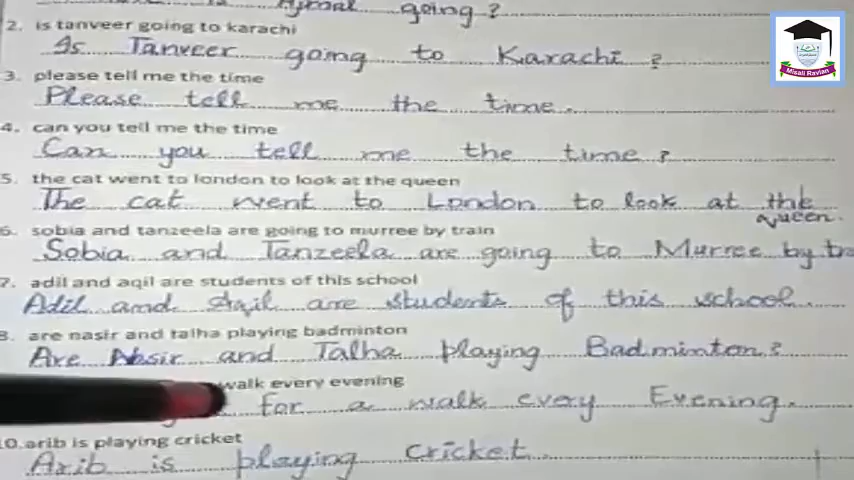 Ajmal going?
2. is tanveer going to karachi
Is Tanveer going to Karachi ?
3. please tell me the time
Please tell me the time.
4. can you tell me the time
Can you tell me the time?
5. the cat went to london to look at the queen
The cat went to London to look at the
queen.
6. sobia and tanzeela are going to murree by train
Sobia and Tanzeela are going to Murree by tra
7. adil and aqil are students of this school
Adil and Aqil are students of this school.
8. are nasir and talha playing badminton
Are Nasir and Talha playing Badminton?
walk every evening
for a walk every Evening.
10. arib is playing cricket
Arib is playing cricket.
Misali Ravian